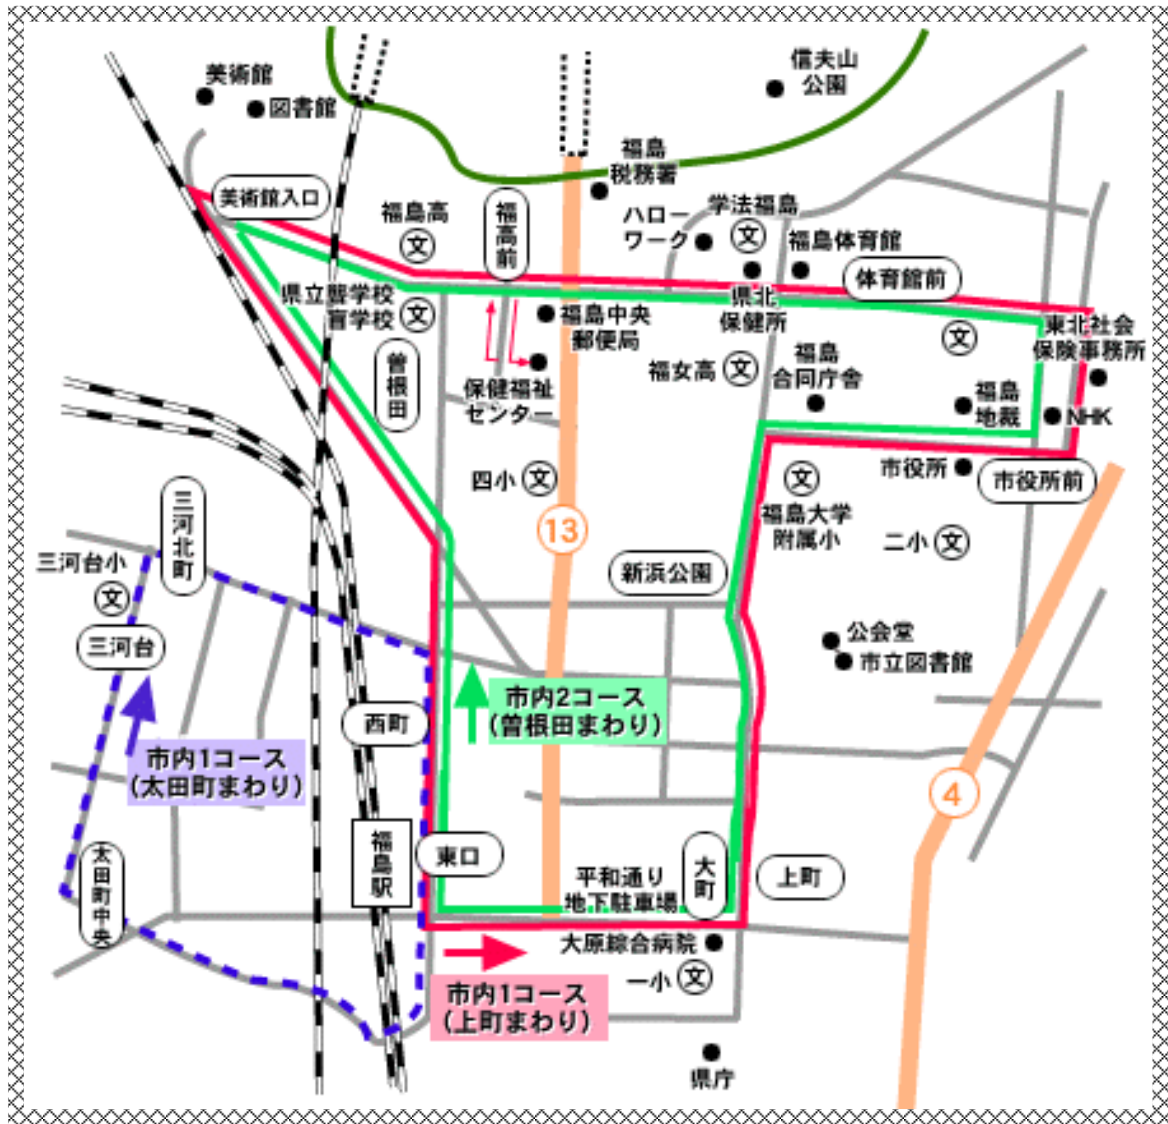 美術館
図書館
信夫山
公園
福島
税務署
美術館入口
福島高
文
福高前
ハロー
ワーク
学法福島
文
福島体育館
体育館前
県立聾学校
盲学校
文
福島中央
郵便局
県北
保健所
文
東北社会
保険事務所
曽根田
保健福祉
センター
福女高
文
福島
合同庁舎
福島
地裁
NHK
四小
文
市役所
市役所前
三河北町
13
文
福島大学
附属小
二小
文
三河台小
文
新浜公園
三河台
公会堂
市立図書館
市内2コース
(曽根田まわり)
西町
市内1コース
(太田町まわり)
4
福島駅
東口
太田町中央
平和通り
地下駐車場
大町
上町
大原綜合病院
一小
文
市内1コース
(上町まわり)
県庁